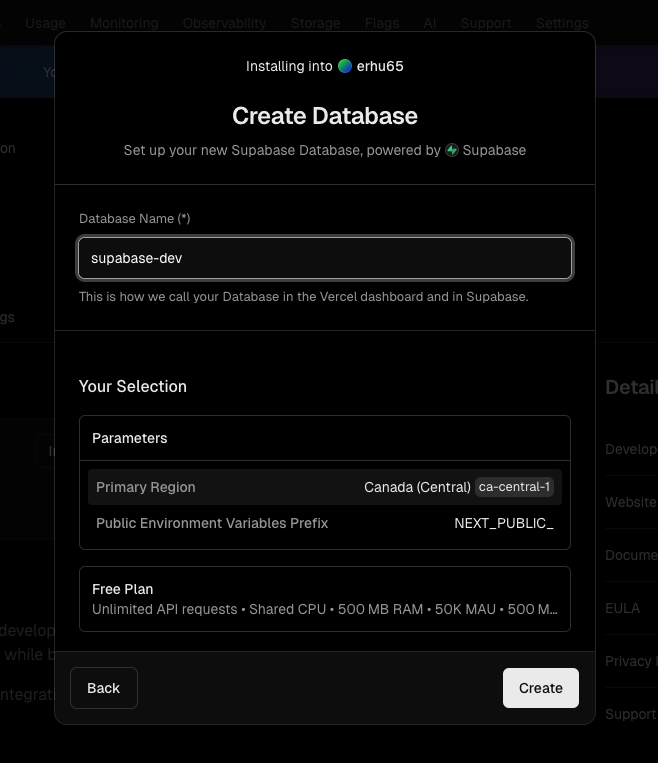 Usage Monitoring Observability Storage Flags AI Support Settings
Installing into erhu65
Create Database
Set up your new Supabase Database, powered by Supabase
on
Database Name (*)
supabase-dev
This is how we call your Database in the Vercel dashboard and in Supabase.
gs
Your Selection
Detail
Parameters
Develop
Primary Region Canada (Central) ca-central-1
Website
Public Environment Variables Prefix NEXT_PUBLIC_
Docume
Free Plan
Unlimited API requests • Shared CPU • 500 MB RAM • 50K MAU • 500 M...
EULA
develop
while b
Privacy
ntegrati
Back Create
Support